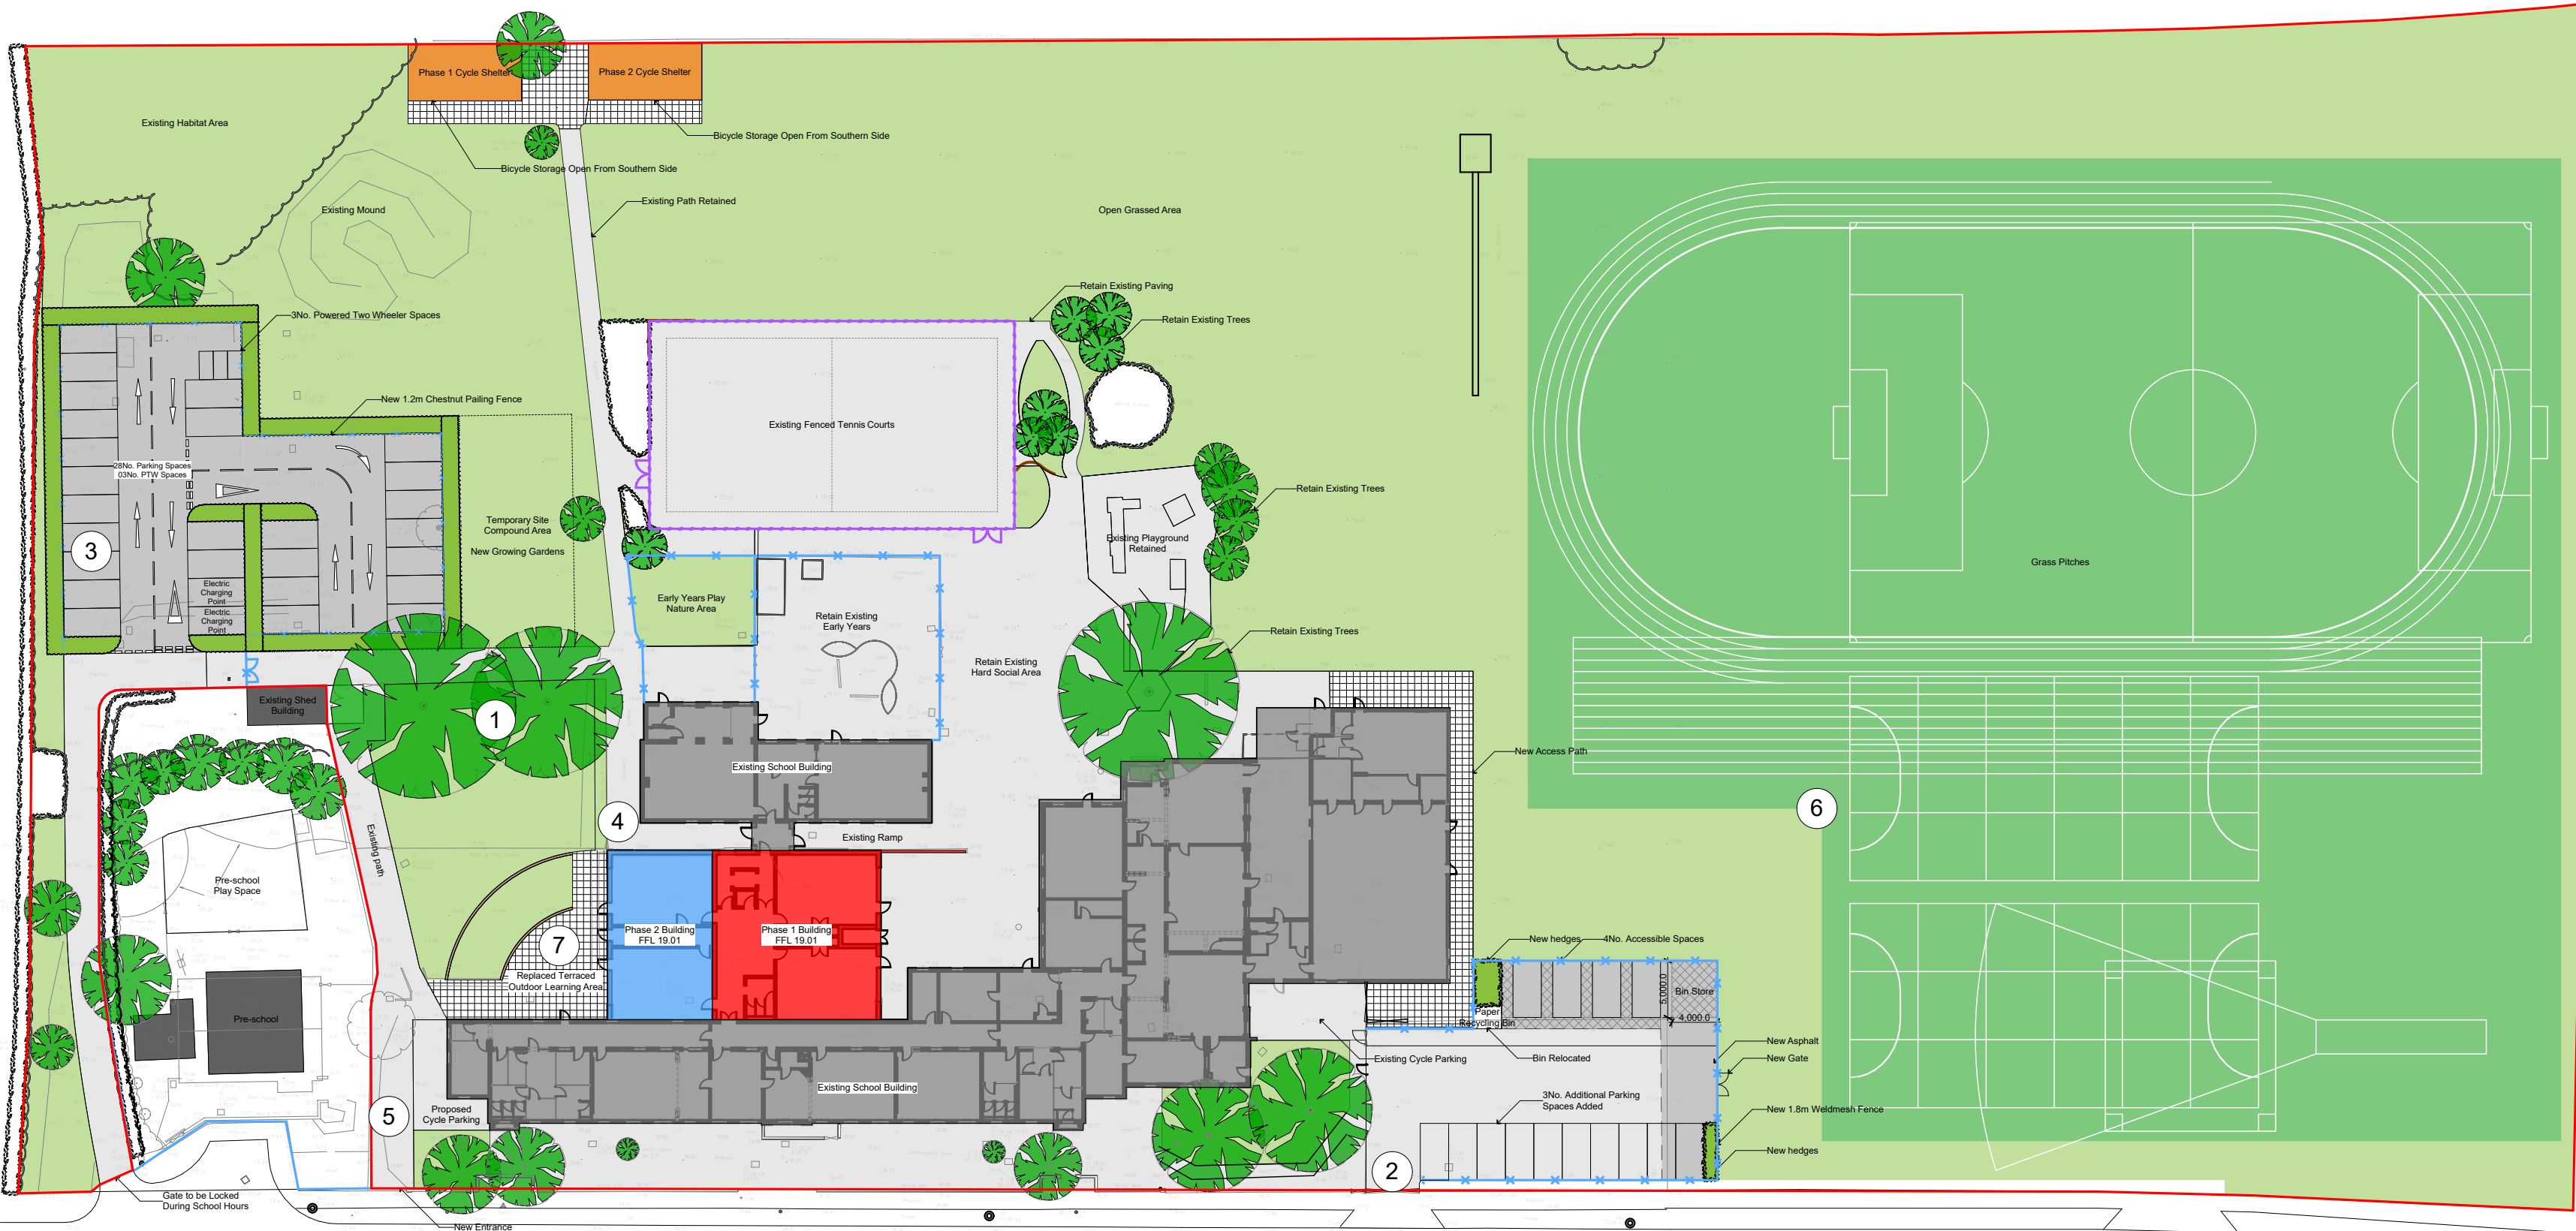 Phase 1 Cycle Shelter
Phase 2 Cycle Shelter
Existing Habitat Area
Bicycle Storage Open From Southern Side
Bicycle Storage Open From Southern Side
Existing Path Retained
Existing Mound
Open Grassed Area
Retain Existing Paving
3No. Powered Two Wheeler Spaces
Retain Existing Trees
New 1.2m Chestnut Pailing Fence
Existing Fenced Tennis Courts
28No. Parking Spaces
03No. PTW Spaces
Retain Existing Trees
Temporary Site
Compound Area
New Growing Gardens
3
Existing Playground
Retained
Grass Pitches
Electric
Charging
Point
Electric
Charging
Point
Early Years Play
Nature Area
Retain Existing
Early Years
Retain Existing Trees
Retain Existing
Hard Social Area
Existing Shed
Building
1
New Access Path
Existing School Building
6
4
Existing Ramp
Existing path
Pre-school
Play Space
Phase 2 Building
FFL 19.01
Phase 1 Building
FFL 19.01
7
New hedges
4No. Accessible Spaces
Replaced Terraced
Outdoor Learning Area
5,000.0
Bin Store
Paper
Recycling Bin
4,000.0
Pre-school
New Asphalt
Existing Cycle Parking
Bin Relocated
New Gate
Existing School Building
3No. Additional Parking
Spaces Added
5
Proposed
Cycle Parking
New 1.8m Weldmesh Fence
New hedges
2
Gate to be Locked
During School Hours
New Entrance